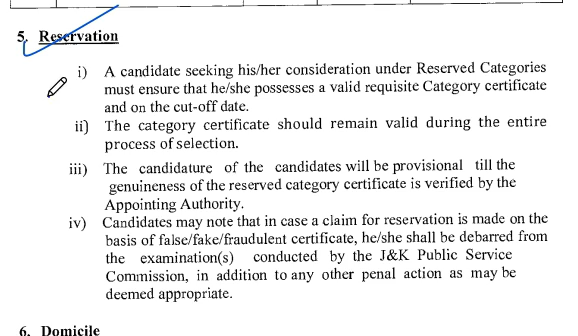 5. Reservation
i) A candidate seeking his/her consideration under Reserved Categories
must ensure that he/she possesses a valid requisite Category certificate
and on the cut-off date.
ii) The category certificate should remain valid during the entire
process of selection.
iii) The candidature of the candidates will be provisional till the
genuineness of the reserved category certificate is verified by the
Appointing Authority.
iv) Candidates may note that in case a claim for reservation is made on the
basis of false/fake/fraudulent certificate, he/she shall be debarred from
the examination(s) conducted by the J&K Public Service
Commission, in addition to any other penal action as may be
deemed appropriate.
6. Domicile